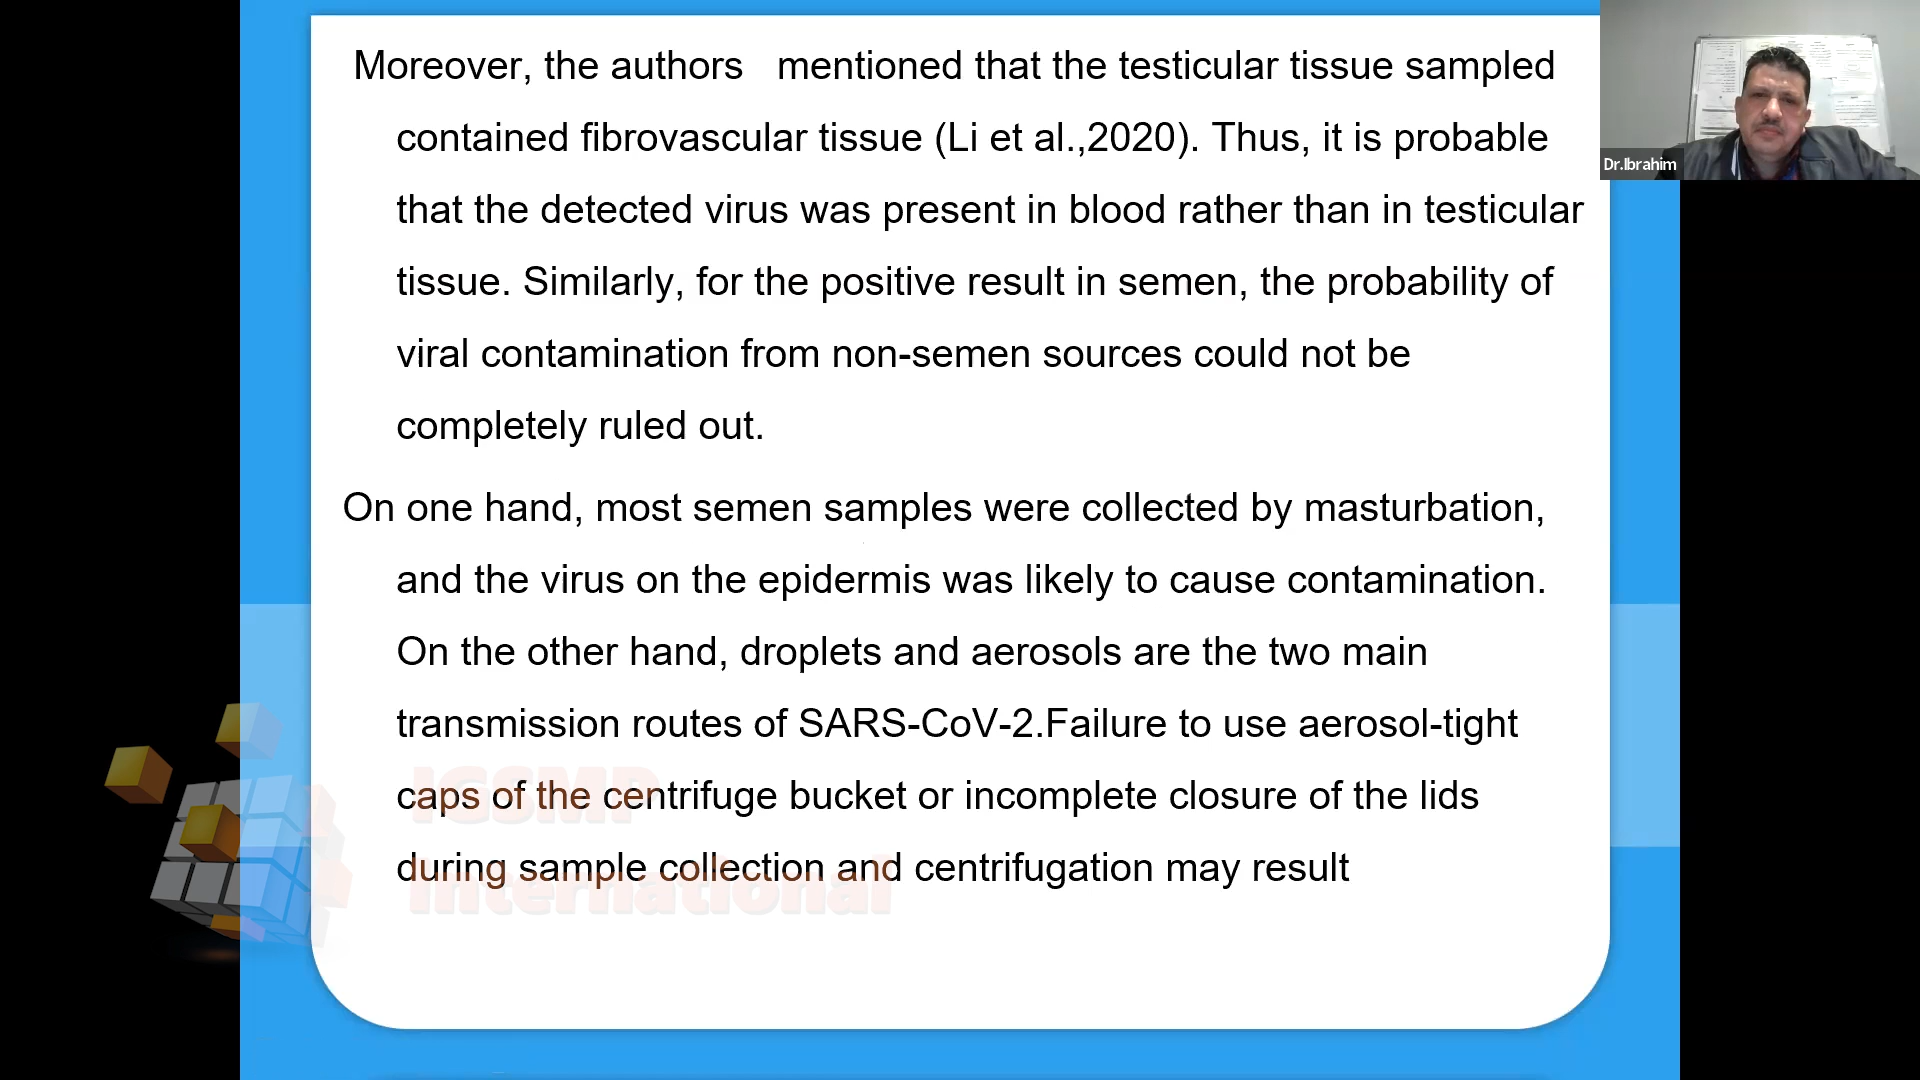 Moreover, the authors mentioned that the testicular tissue sampled
contained fibrovascular tissue (Li et al.,2020). Thus, it is probable
that the detected virus was present in blood rather than in testicular
tissue. Similarly, for the positive result in semen, the probability of
viral contamination from non-semen sources could not be
completely ruled out.
On one hand, most semen samples were collected by masturbation,
and the virus on the epidermis was likely to cause contamination.
On the other hand, droplets and aerosols are the two main
transmission routes of SARS-CoV-2.Failure to use aerosol-tight
caps of the centrifuge bucket or incomplete closure of the lids
during sample collection and centrifugation may result
Dr.Ibrahim
IGSMP
International